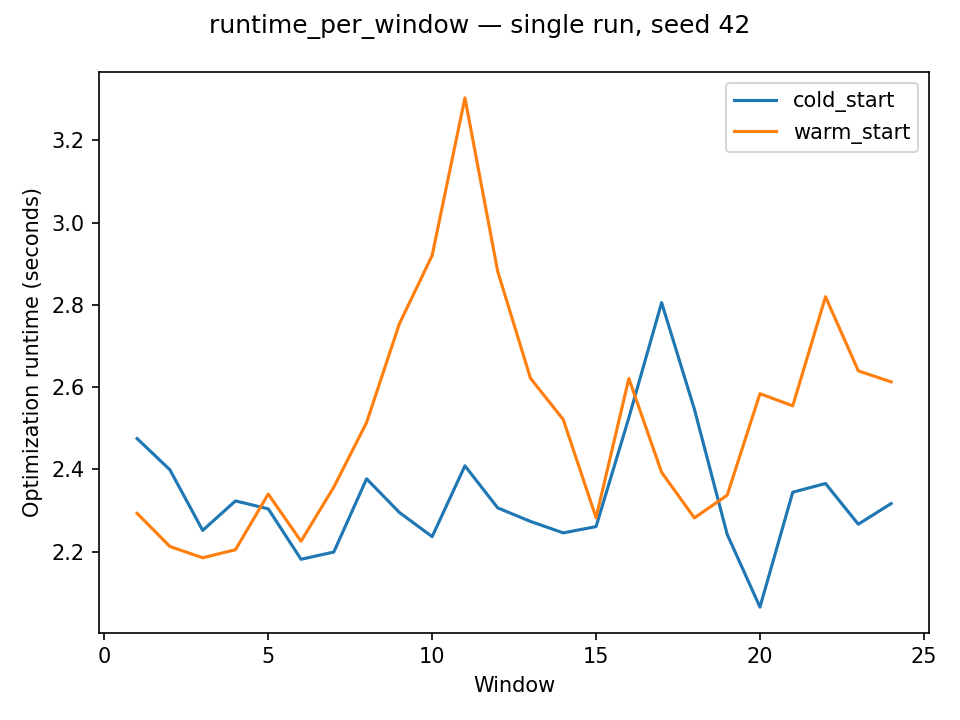 runtime_per_window — single run, seed 42
cold_start
warm_start
Optimization runtime (seconds)
3.2
3.0
2.8
2.6
2.4
2.2
0
5
10
15
20
25
Window